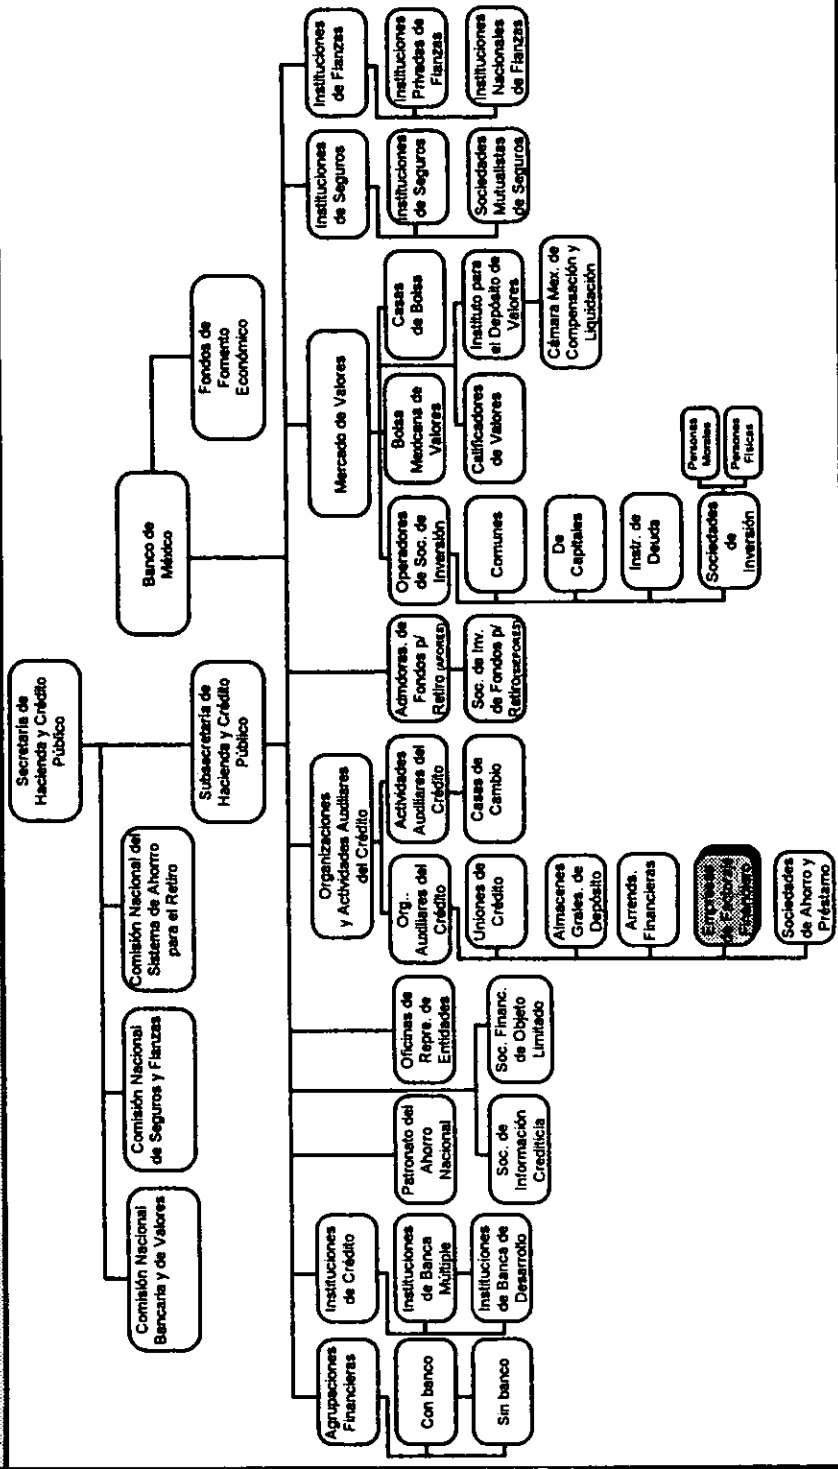 Secretaría de
Hacienda y Crédito
Público
Comisión Nacional
Bancaria y de Valores
Comisión Nacional
de Seguros y Fianzas
Comisión Nacional del
Sistema de Ahorro
para el Retiro
Banco de
México
Subsecretaría de
Hacienda y Crédito
Público
Fondos de
Fomento
Económico
Agrupaciones
Financieras
Con banco
Sin banco
Instituciones
de Crédito
Instituciones
de Banca
Múltiple
Instituciones
de Banca de
Desarrollo
Patronato del
Ahorro
Nacional
Soc. de
Información
Crediticia
Soc. Financ.
de Objeto
Limitado
Oficinas de
Repre. de
Entidades
Organizaciones
y Actividades Auxiliares
del Crédito
Org..
Auxiliares del
Crédito
Uniones de
Crédito
Almacenes
Grales. de
Depósito
Arrends.
Financieras
Empresas
de Factoraje
Financiero
Sociedades
de Ahorro y
Préstamo
Actividades
Auxiliares del
Crédito
Casas de
Cambio
Admdoras. de
Fondos p/
Retiro (AFORES)
Soc. de Inv.
de Fondos p/
Retiro(SIEFORES)
Mercado de Valores
Operadores
de Soc. de
Inversión
Comunes
De
Capitales
Instr. de
Deuda
Sociedades
de
Inversión
Personas
Morales
Personas
Físicas
Bolsa
Mexicana de
Valores
Casas
de Bolsa
Calificadores
de Valores
Instituto para
el Depósito de
Valores
Cámara Mex. de
Compensación y
Liquidación
Instituciones
de Seguros
Instituciones
de Seguros
Sociedades
Mutualistas
de Seguros
Instituciones
de Fianzas
Instituciones
Privadas de
Fianzas
Instituciones
Nacionales
de Fianzas